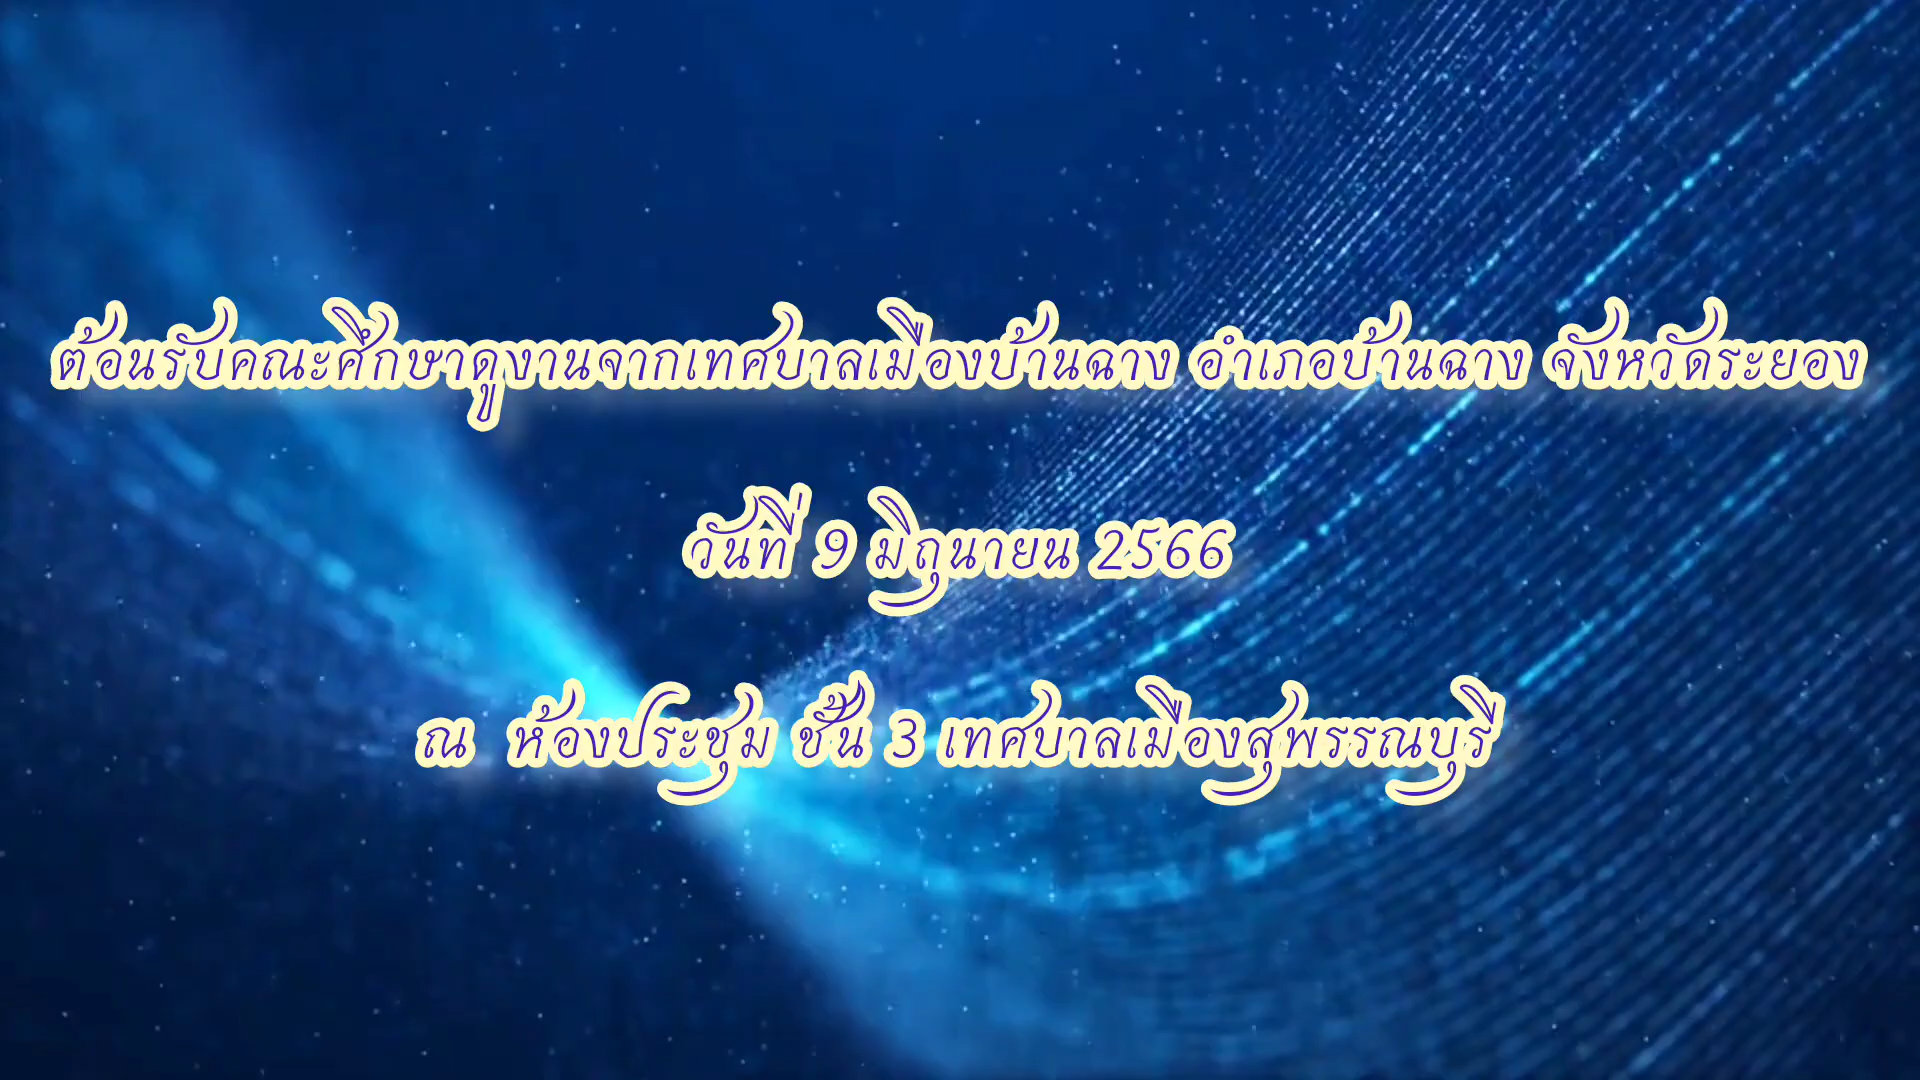 ต้อนรับคณะศึกษาดูงานจากเทศบาลเมืองบ้านฉาง อำเภอบ้านฉาง จังหวัดระยอง
วันที่ 9 มิถุนายน 2566
ณ ห้องประชุม ชั้น 3 เทศบาลเมืองสุพรรณบุรี